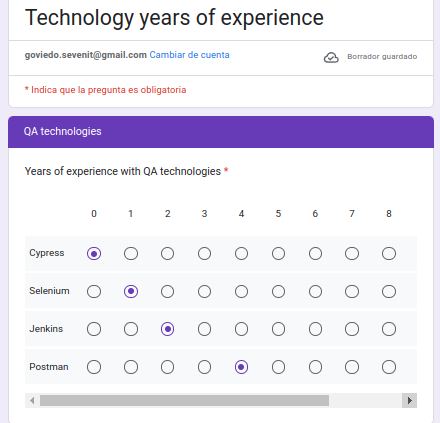 Technology years of experience
goviedo.sevenit@gmail.com Cambiar de cuenta Borrador guardado
* Indica que la pregunta es obligatoria
QA technologies
Years of experience with QA technologies *
0 1 2 3 4 5 6 7 8
Cypress
Selenium
Jenkins
Postman